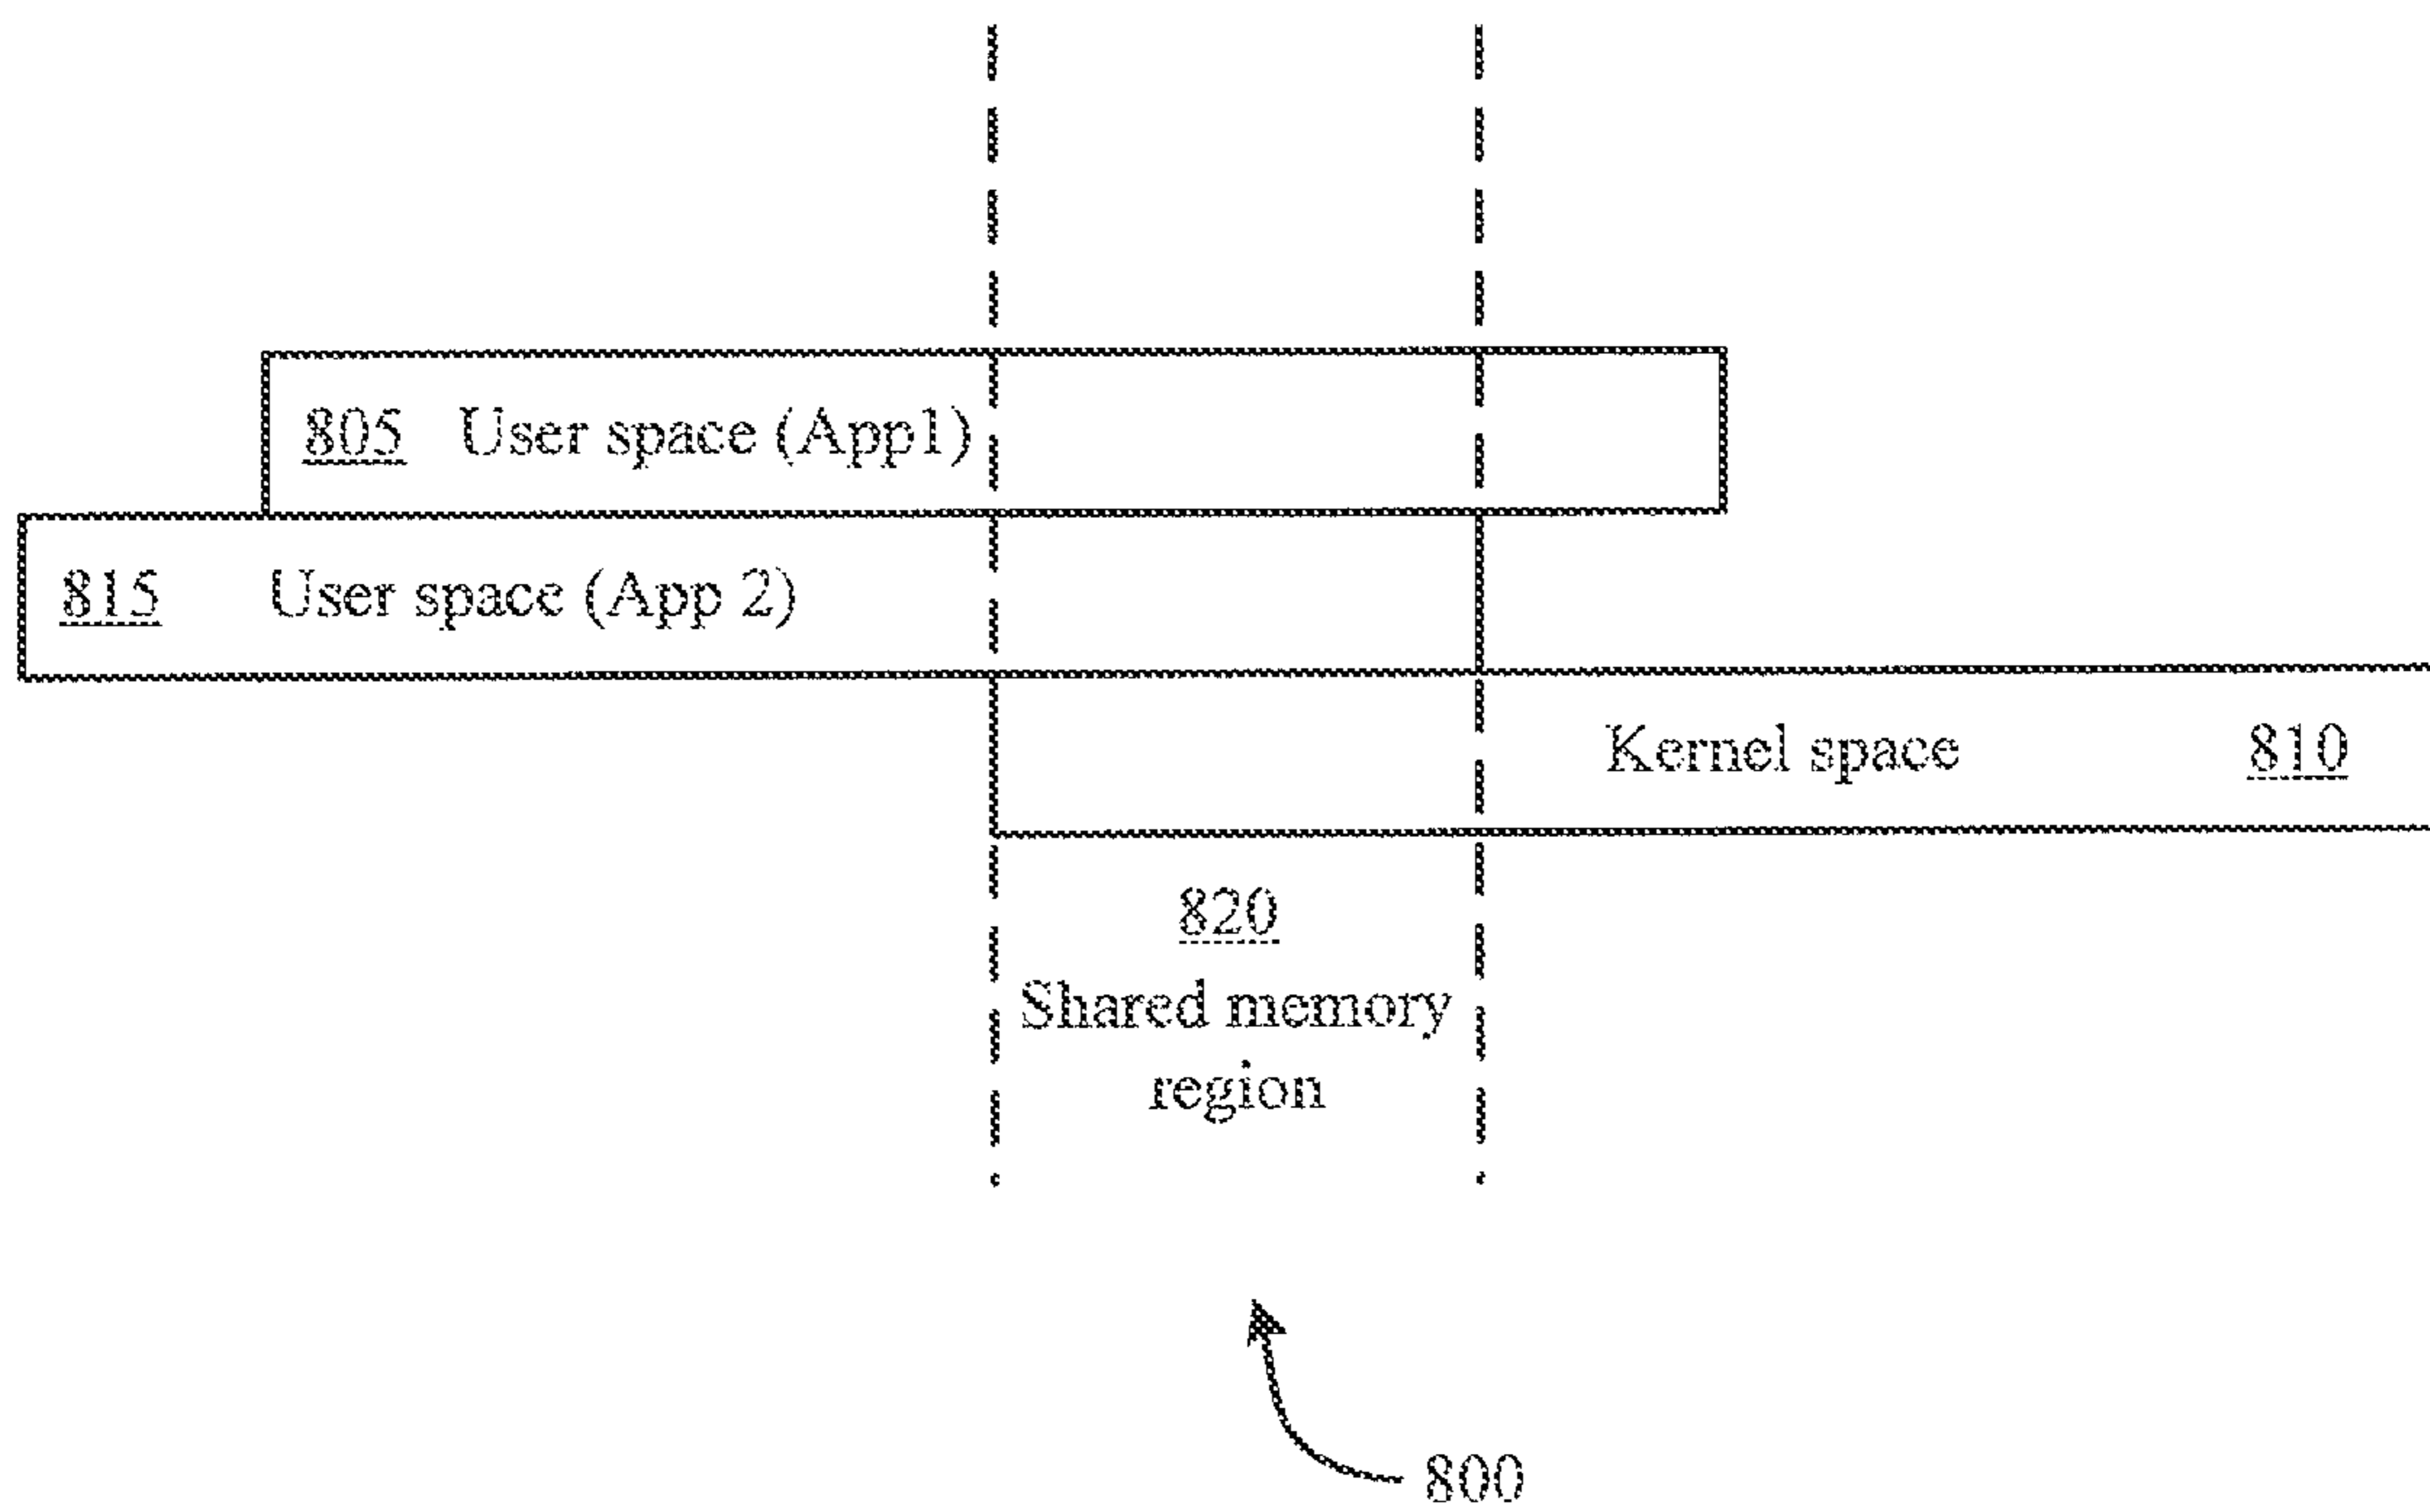 805 User space (App1)
815 User space (App 2)
Kernel space 810
820
Shared memory
region
800